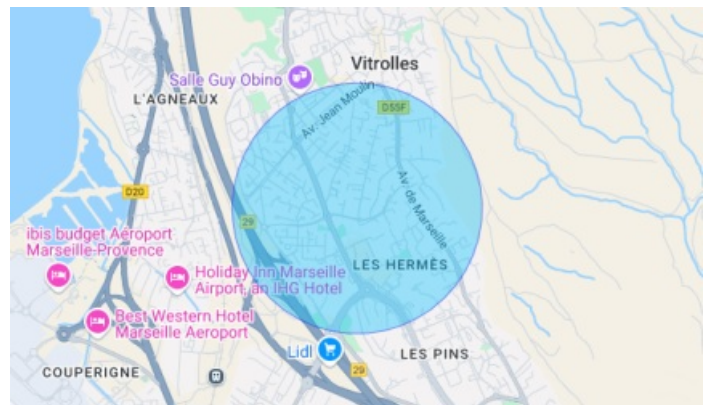 Vitrolles
Salle Guy Obino
L'AGNEAUX
Av. Jean Moulin
D55F
D20
Av. de Marseille
29
ibis budget Aéroport
Marseille-Provence
LES HERMÈS
Holiday Inn Marseille
Airport, an IHG Hotel
Best Western Hotel
Marseille Aeroport
Lidl
LES PINS
COUPERIGNE
29